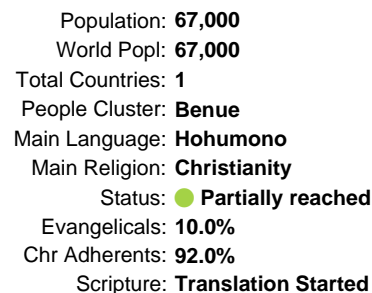 Population: 67,000
World Popl: 67,000
Total Countries: 1
People Cluster: Benue
Main Language: Hohumono
Main Religion: Christianity
Status: Partially reached
Evangelicals: 10.0%
Chr Adherents: 92.0%
Scripture: Translation Started